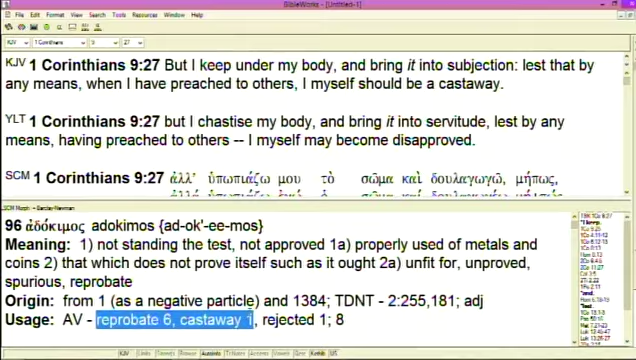 BibleWorks - [Untitled-1]
File Edit Format View Search Tools Resources Window Help
KJV 1 Corinthians 9 27
KJV 1 Corinthians 9:27 But I keep under my body, and bring it into subjection: lest that by
any means, when I have preached to others, I myself should be a castaway.
YLT 1 Corinthians 9:27 but I chastise my body, and bring it into servitude, lest by any
means, having preached to others -- I myself may become disapproved.
SCM 1 Corinthians 9:27 ἀλλ' ὑπωπιάζω μου τὸ σῶμα καὶ δουλαγωγῶ, μήπως,
96 ἀδόκιμος adokimos {ad-ok'-ee-mos}
Meaning: 1) not standing the test, not approved 1a) properly used of metals and
coins 2) that which does not prove itself such as it ought 2a) unfit for, unproved,
spurious, reprobate
Origin: from 1 (as a negative particle) and 1384; TDNT - 2:255,181; adj
Usage: AV - reprobate 6, castaway 1, rejected 1; 8